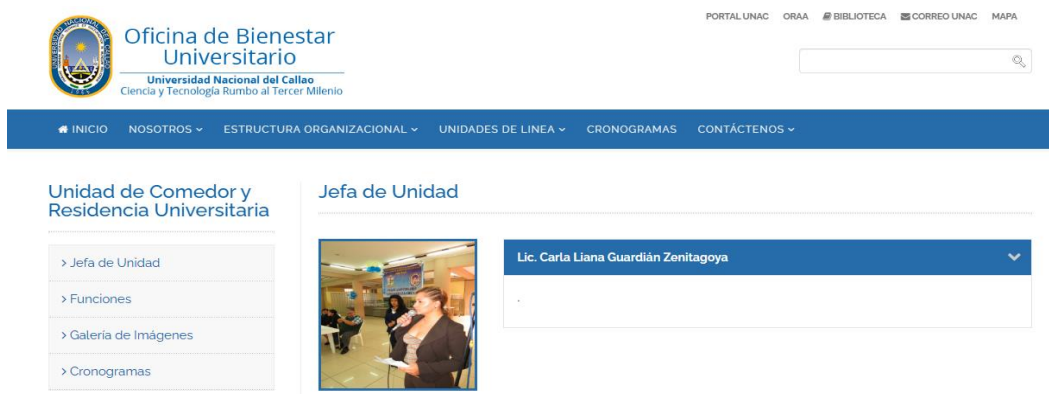 PORTAL UNAC ORAA BIBLIOTECA CORREO UNAC MAPA
Oficina de Bienestar
Universitario
Universidad Nacional del Callao
Ciencia y Tecnología Rumbo al Tercer Milenio
INICIO NOSOTROS ESTRUCTURA ORGANIZACIONAL UNIDADES DE LINEA CRONOGRAMAS CONTÁCTENOS
Unidad de Comedor y
Residencia Universitaria
> Jefa de Unidad
> Funciones
> Galería de Imágenes
> Cronogramas
Jefa de Unidad
Lic. Carla Liana Guardián Zenitagoya
.